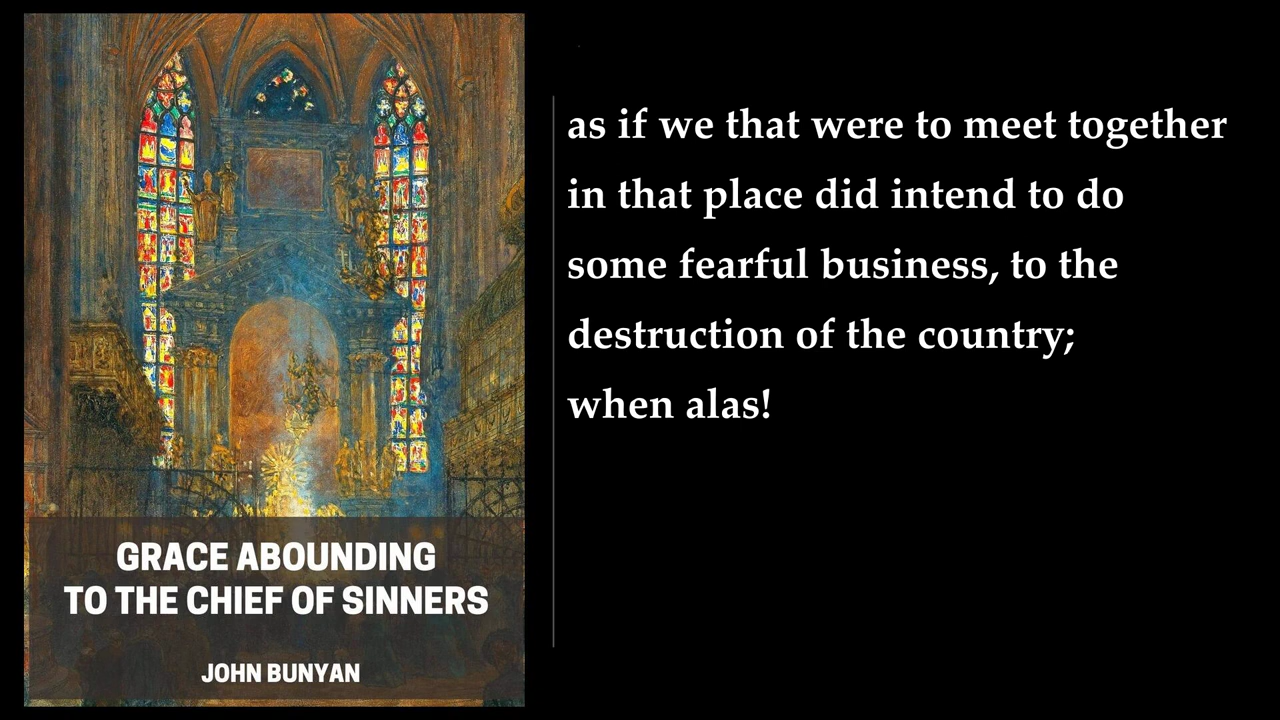 as if we that were to meet together
in that place did intend to do
some fearful business, to the
destruction of the country;
when alas!
GRACE ABOUNDING
TO THE CHIEF OF SINNERS
JOHN BUNYAN